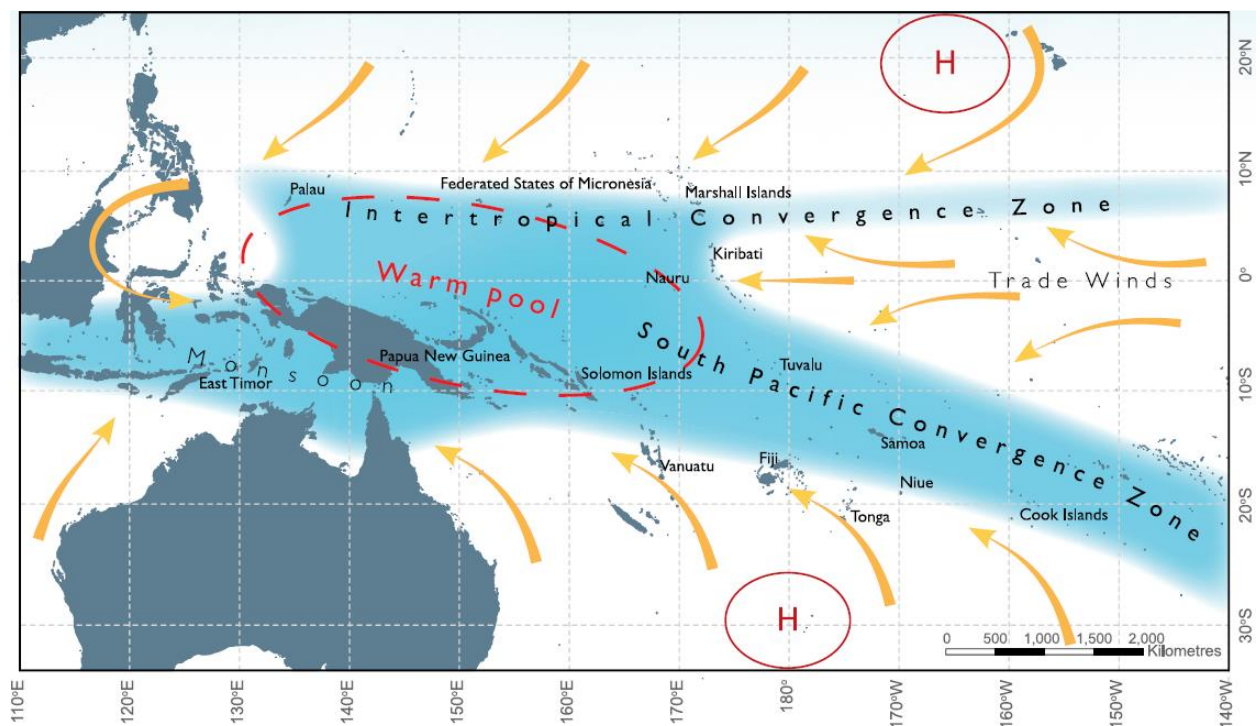 H
20°N
10°N
Palau
Federated States of Micronesia
Marshall Islands
Intertropical Convergence Zone
Kiribati
Warm pool
Nauru
Trade Winds
0°
South Pacific Convergence Zone
Monsoon
Papua New Guinea
East Timor
Solomon Islands
Tuvalu
10°S
Samoa
Vanuatu
Fiji
Niue
Tonga
Cook Islands
20°S
H
30°S
0 500 1,000 1,500 2,000
Kilometres
110°E 120°E 130°E 140°E 150°E 160°E 170°E 180° 170°W 160°W 150°W 140°W